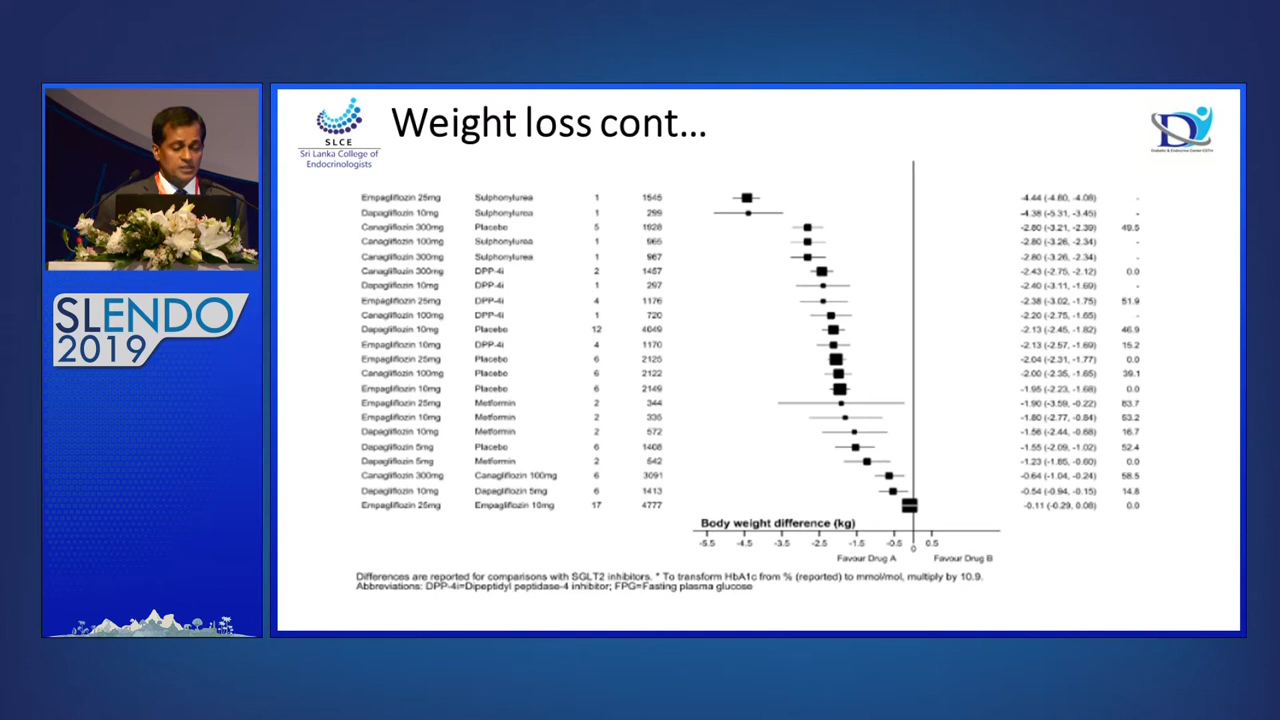 Weight loss cont...
SLCE
Sri Lanka College of
Endocrinologists
SLENDO
2019
Empagliflozin 25mg Sulphonylurea 1 1545 -4.44 (-4.80, -4.08) -
Dapagliflozin 10mg Sulphonylurea 1 299 -4.38 (-5.31, -3.45) -
Canagliflozin 300mg Placebo 5 1928 -2.80 (-3.21, -2.39) 49.5
Canagliflozin 100mg Sulphonylurea 1 965 -2.80 (-3.26, -2.34) -
Canagliflozin 300mg Sulphonylurea 1 967 -2.80 (-3.26, -2.34) -
Canagliflozin 300mg DPP-4i 2 1457 -2.43 (-2.75, -2.12) 0.0
Dapagliflozin 10mg DPP-4i 1 297 -2.40 (-3.11, -1.69) -
Empagliflozin 25mg DPP-4i 4 1176 -2.38 (-3.02, -1.75) 51.9
Canagliflozin 100mg DPP-4i 1 720 -2.20 (-2.75, -1.65) -
Dapagliflozin 10mg Placebo 12 4049 -2.13 (-2.45, -1.82) 46.9
Empagliflozin 10mg DPP-4i 4 1170 -2.13 (-2.57, -1.69) 15.2
Empagliflozin 25mg Placebo 6 2125 -2.04 (-2.31, -1.77) 0.0
Canagliflozin 100mg Placebo 6 2122 -2.00 (-2.35, -1.65) 39.1
Empagliflozin 10mg Placebo 6 2149 -1.95 (-2.23, -1.68) 0.0
Empagliflozin 25mg Metformin 2 344 -1.90 (-3.59, -0.22) 83.7
Empagliflozin 10mg Metformin 2 335 -1.80 (-2.77, -0.84) 53.2
Dapagliflozin 10mg Metformin 2 572 -1.56 (-2.44, -0.68) 16.7
Dapagliflozin 5mg Placebo 6 1408 -1.55 (-2.09, -1.02) 52.4
Dapagliflozin 5mg Metformin 2 542 -1.23 (-1.85, -0.60) 0.0
Canagliflozin 300mg Canagliflozin 100mg 6 3091 -0.64 (-1.04, -0.24) 58.5
Dapagliflozin 10mg Dapagliflozin 5mg 6 1413 -0.54 (-0.94, -0.15) 14.8
Empagliflozin 25mg Empagliflozin 10mg 17 4777 -0.11 (-0.29, 0.08) 0.0
Body weight difference (kg)
-5.5 -4.5 -3.5 -2.5 -1.5 -0.5 0 0.5
Favour Drug A Favour Drug B
Differences are reported for comparisons with SGLT2 inhibitors. * To transform HbA1c from % (reported) to mmol/mol, multiply by 10.9.
Abbreviations: DPP-4i=Dipeptidyl peptidase-4 inhibitor; FPG=Fasting plasma glucose